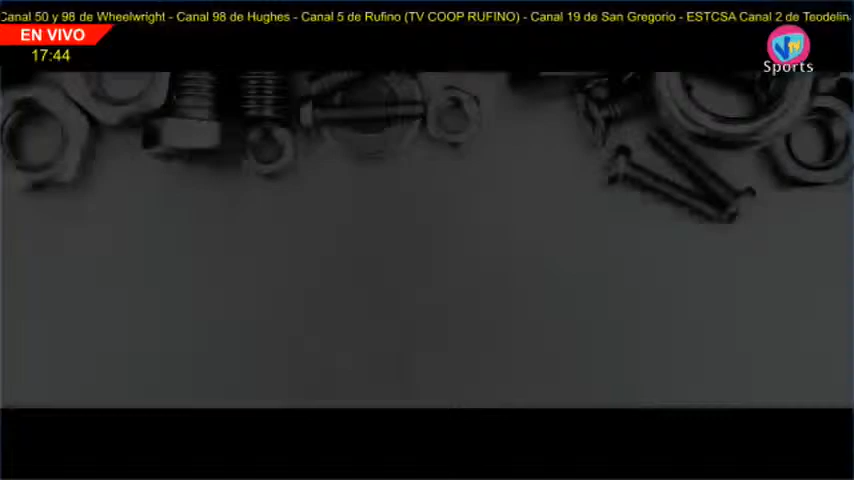 Canal 50 y 98 de Wheelwright - Canal 98 de Hughes - Canal 5 de Rufino (TV COOP RUFINO) - Canal 19 de San Gregorio - ESTCSA Canal 2 de Teodelin
EN VIVO
17:44
Sports